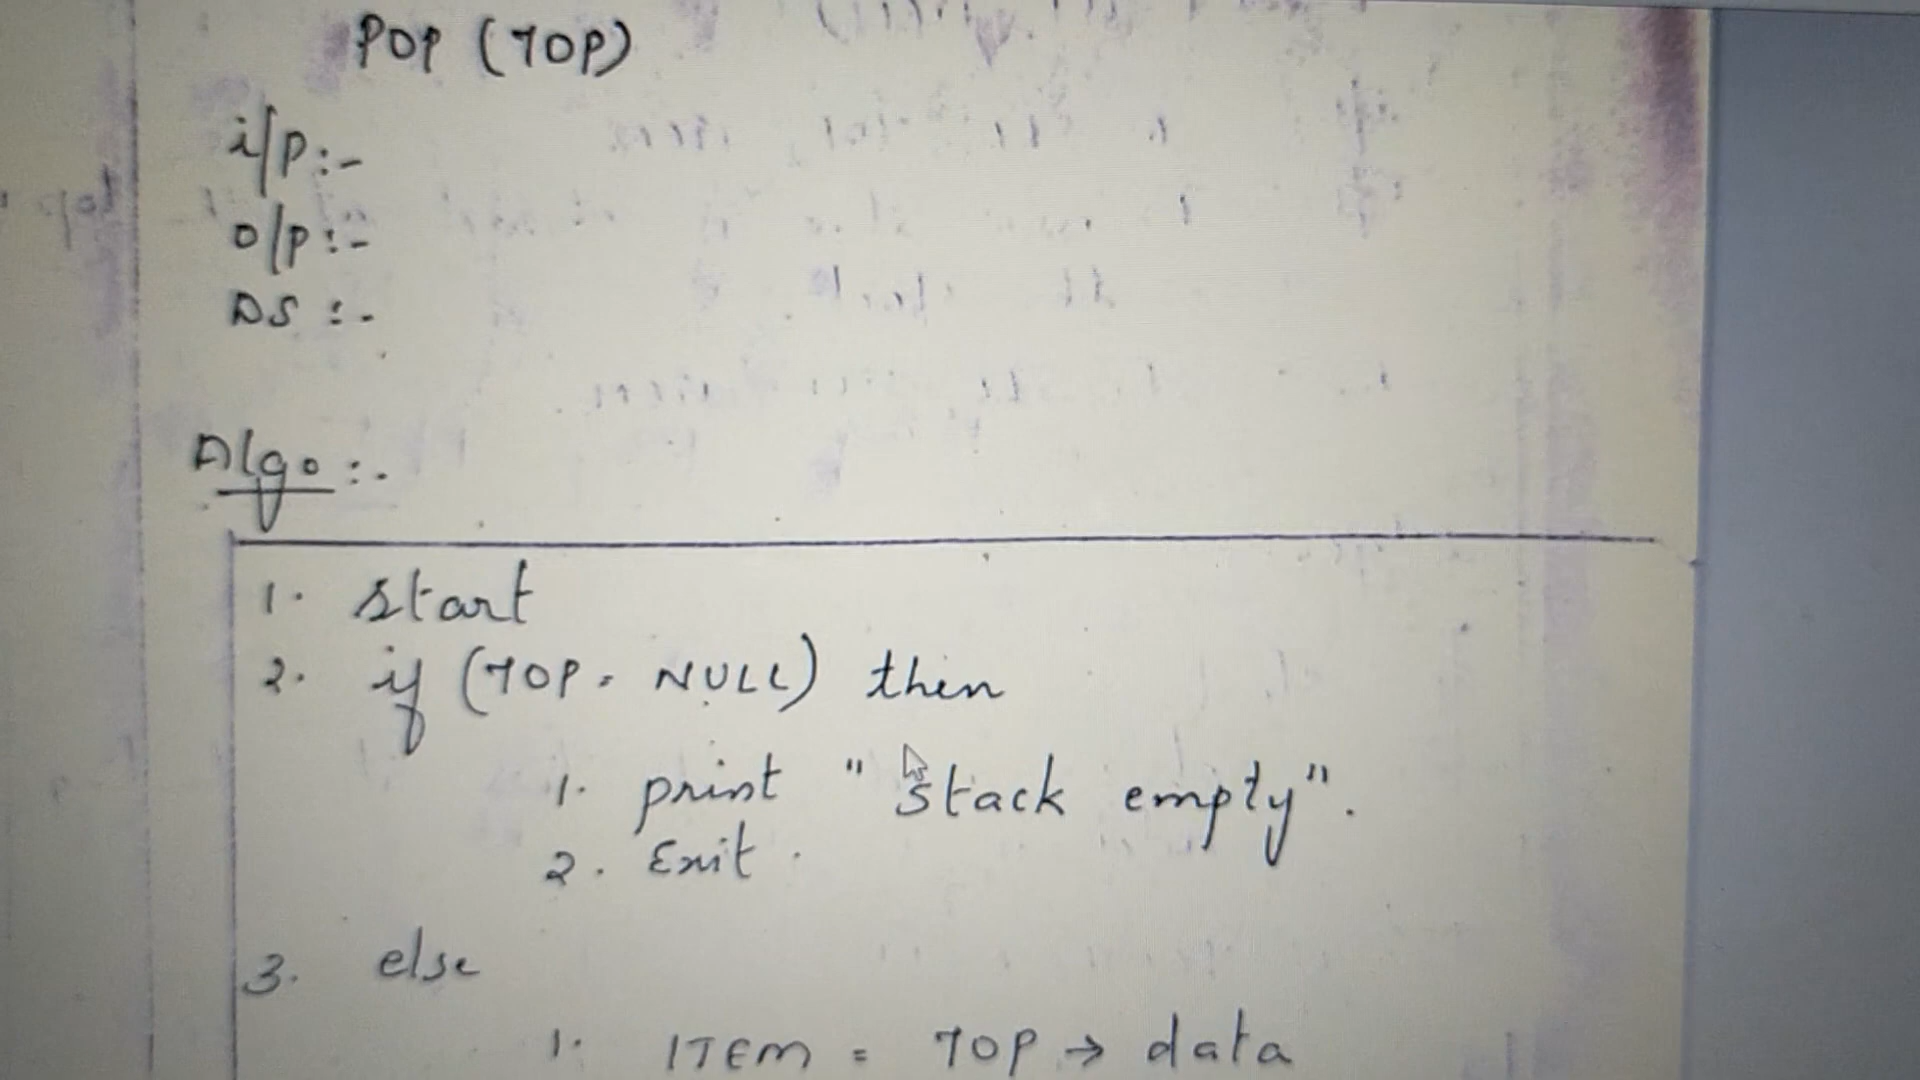 POP (TOP)
i/p:-
o/p:-
DS :-
Algo :-
1. start
2. if (TOP = NULL) then
1. print "Stack empty".
2. Exit.
3. else
1. ITEM = TOP → data